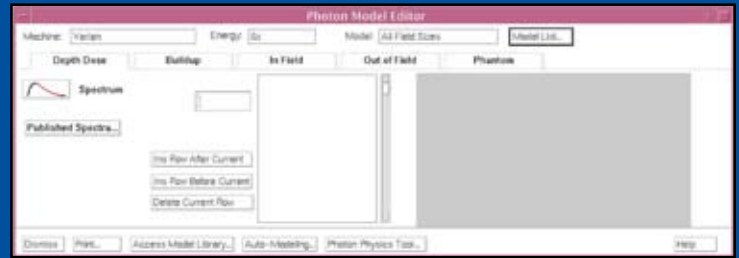 Photon Model Editor
Machine: Varian Energy: 6x Model: All Field Sizes Model List...
Depth Dose Buildup In Field Out of Field Phantom
Spectrum
Published Spectra...
Ins Row After Current
Ins Row Before Current
Delete Current Row
Dismiss Print... Access Model Library... Auto-Modeling... Photon Physics Tool... Help